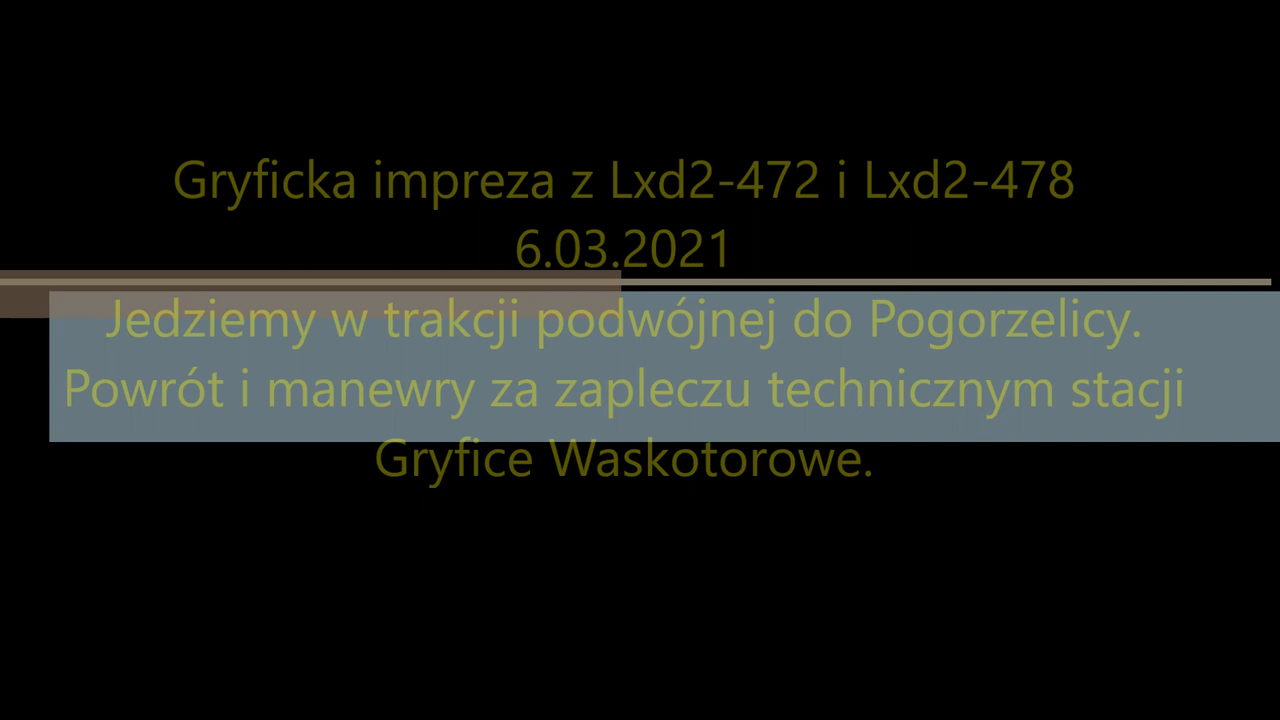 Gryficka impreza z Lxd2-472 i Lxd2-478
6.03.2021
Jedziemy w trakcji podwójnej do Pogorzelicy.
Powrót i manewry za zapleczu technicznym stacji
Gryfice Waskotorowe.